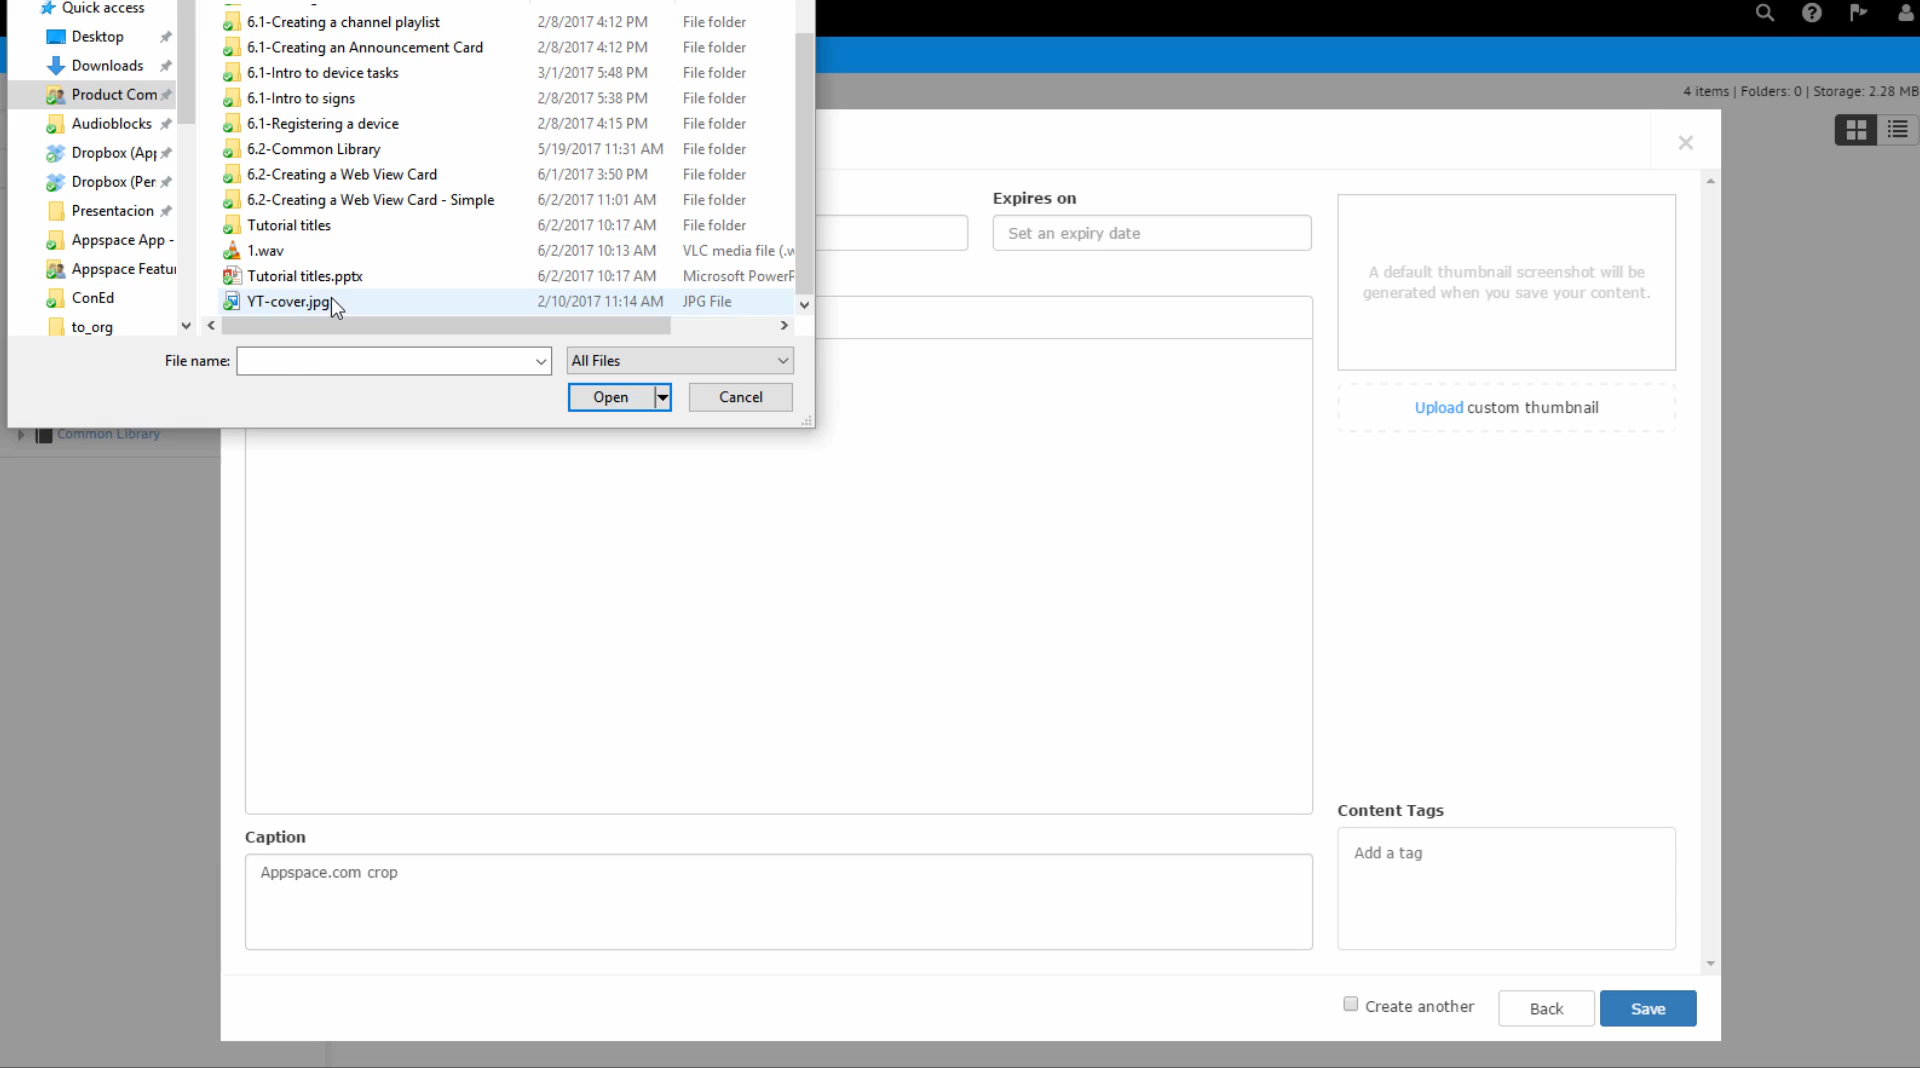 Quick access
Desktop
Downloads
Product Com
Audioblocks
Dropbox (App
Dropbox (Per
Presentacion
Appspace App -
Appspace Featu
ConEd
to_org
6.1-Creating a channel playlist 2/8/2017 4:12 PM File folder
6.1-Creating an Announcement Card 2/8/2017 4:12 PM File folder
6.1-Intro to device tasks 3/1/2017 5:48 PM File folder
6.1-Intro to signs 2/8/2017 5:38 PM File folder
6.1-Registering a device 2/8/2017 4:15 PM File folder
6.2-Common Library 5/19/2017 11:31 AM File folder
6.2-Creating a Web View Card 6/1/2017 3:50 PM File folder
6.2-Creating a Web View Card - Simple 6/2/2017 11:01 AM File folder
Tutorial titles 6/2/2017 10:17 AM File folder
1.wav 6/2/2017 10:13 AM VLC media file (.w
Tutorial titles.pptx 6/2/2017 10:17 AM Microsoft PowerP
YT-cover.jpg 2/10/2017 11:14 AM JPG File
File name:
All Files
Open
Cancel
Common Library
4 items | Folders: 0 | Storage: 2.28 MB
Expires on
Set an expiry date
A default thumbnail screenshot will be
generated when you save your content.
Upload custom thumbnail
Caption
Appspace.com crop
Content Tags
Add a tag
Create another
Back
Save